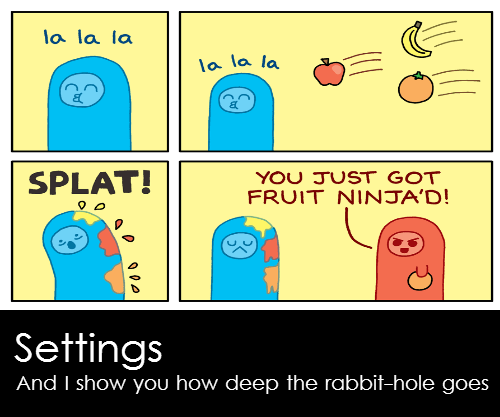 la la la
la la la
SPLAT!
YOU JUST GOT
FRUIT NINJA'D!
Settings
And I show you how deep the rabbit-hole goes